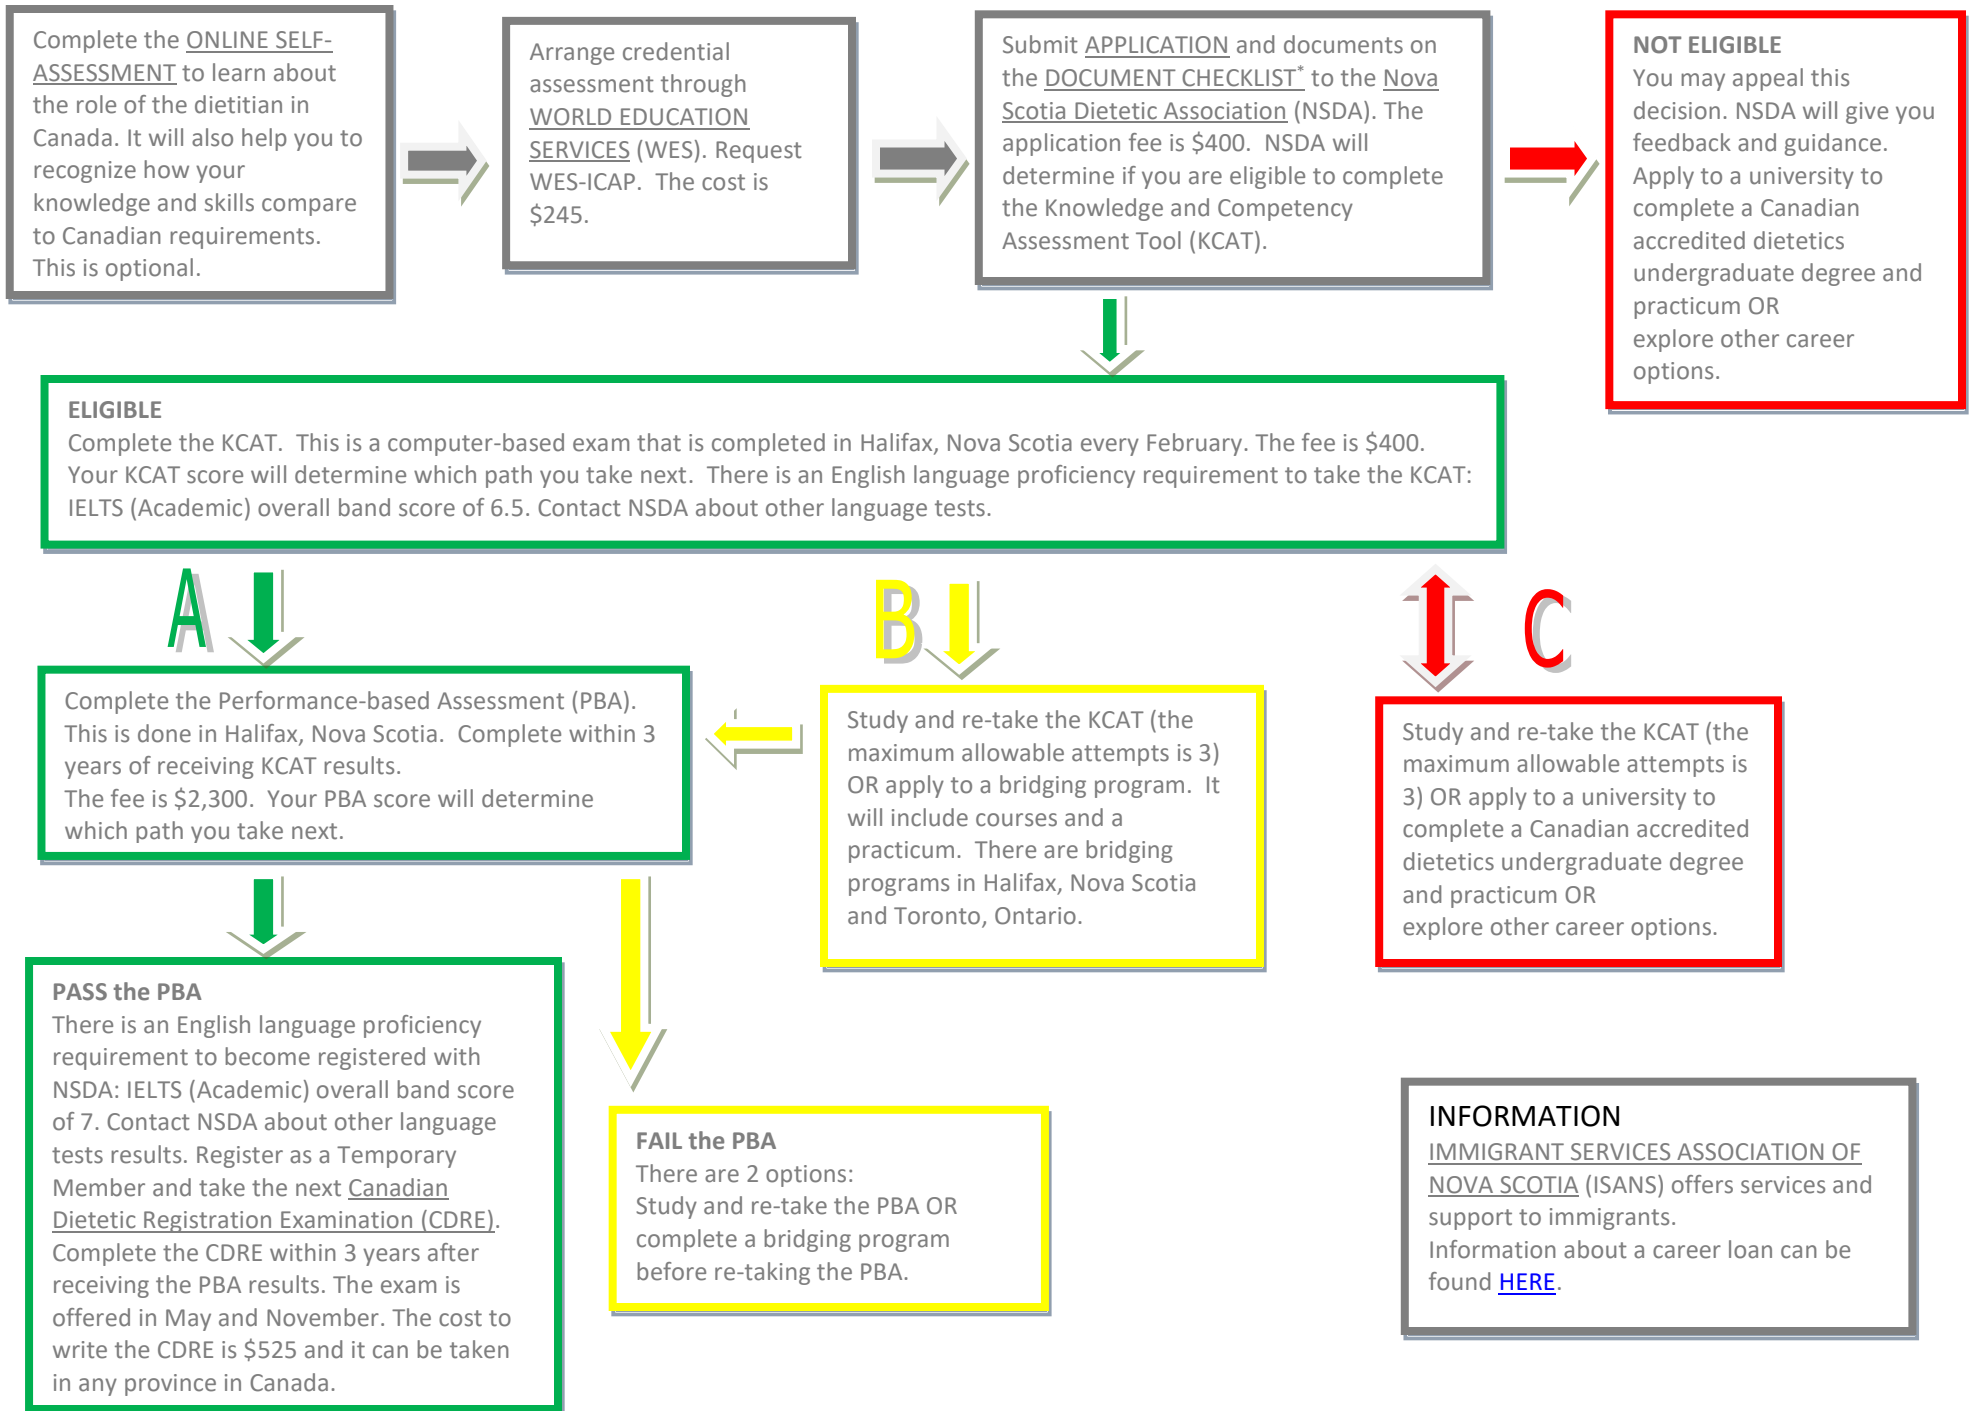 Complete the ONLINE SELF-
ASSESSMENT to learn about
the role of the dietitian in
Canada. It will also help you to
recognize how your
knowledge and skills compare
to Canadian requirements.
This is optional.
Arrange credential
assessment through
WORLD EDUCATION
SERVICES (WES). Request
WES-ICAP.  The cost is
$245.
Submit APPLICATION and documents on
the DOCUMENT CHECKLIST* to the Nova
Scotia Dietetic Association (NSDA). The
application fee is $400.  NSDA will
determine if you are eligible to complete
the Knowledge and Competency
Assessment Tool (KCAT).
NOT ELIGIBLE
You may appeal this
decision. NSDA will give you
feedback and guidance.
Apply to a university to
complete a Canadian
accredited dietetics
undergraduate degree and
practicum OR
explore other career
options.
ELIGIBLE
Complete the KCAT.  This is a computer-based exam that is completed in Halifax, Nova Scotia every February. The fee is $400.
Your KCAT score will determine which path you take next.  There is an English language proficiency requirement to take the KCAT:
IELTS (Academic) overall band score of 6.5. Contact NSDA about other language tests.
A
B
C
Complete the Performance-based Assessment (PBA).
This is done in Halifax, Nova Scotia.  Complete within 3
years of receiving KCAT results.
The fee is $2,300.  Your PBA score will determine
which path you take next.
Study and re-take the KCAT (the
maximum allowable attempts is 3)
OR apply to a bridging program.  It
will include courses and a
practicum.  There are bridging
programs in Halifax, Nova Scotia
and Toronto, Ontario.
Study and re-take the KCAT (the
maximum allowable attempts is
3) OR apply to a university to
complete a Canadian accredited
dietetics undergraduate degree
and practicum OR
explore other career options.
PASS the PBA
There is an English language proficiency
requirement to become registered with
NSDA: IELTS (Academic) overall band score
of 7. Contact NSDA about other language
tests results. Register as a Temporary
Member and take the next Canadian
Dietetic Registration Examination (CDRE).
Complete the CDRE within 3 years after
receiving the PBA results. The exam is
offered in May and November. The cost to
write the CDRE is $525 and it can be taken
in any province in Canada.
FAIL the PBA
There are 2 options:
Study and re-take the PBA OR
complete a bridging program
before re-taking the PBA.
INFORMATION
IMMIGRANT SERVICES ASSOCIATION OF
NOVA SCOTIA (ISANS) offers services and
support to immigrants.
Information about a career loan can be
found HERE.